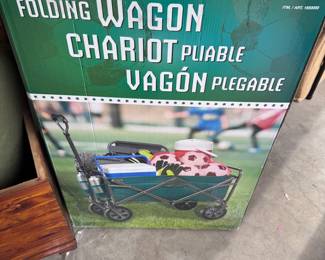 FOLDING WAGON
CHARIOT PLIABLE
VAGÓN PLEGABLE